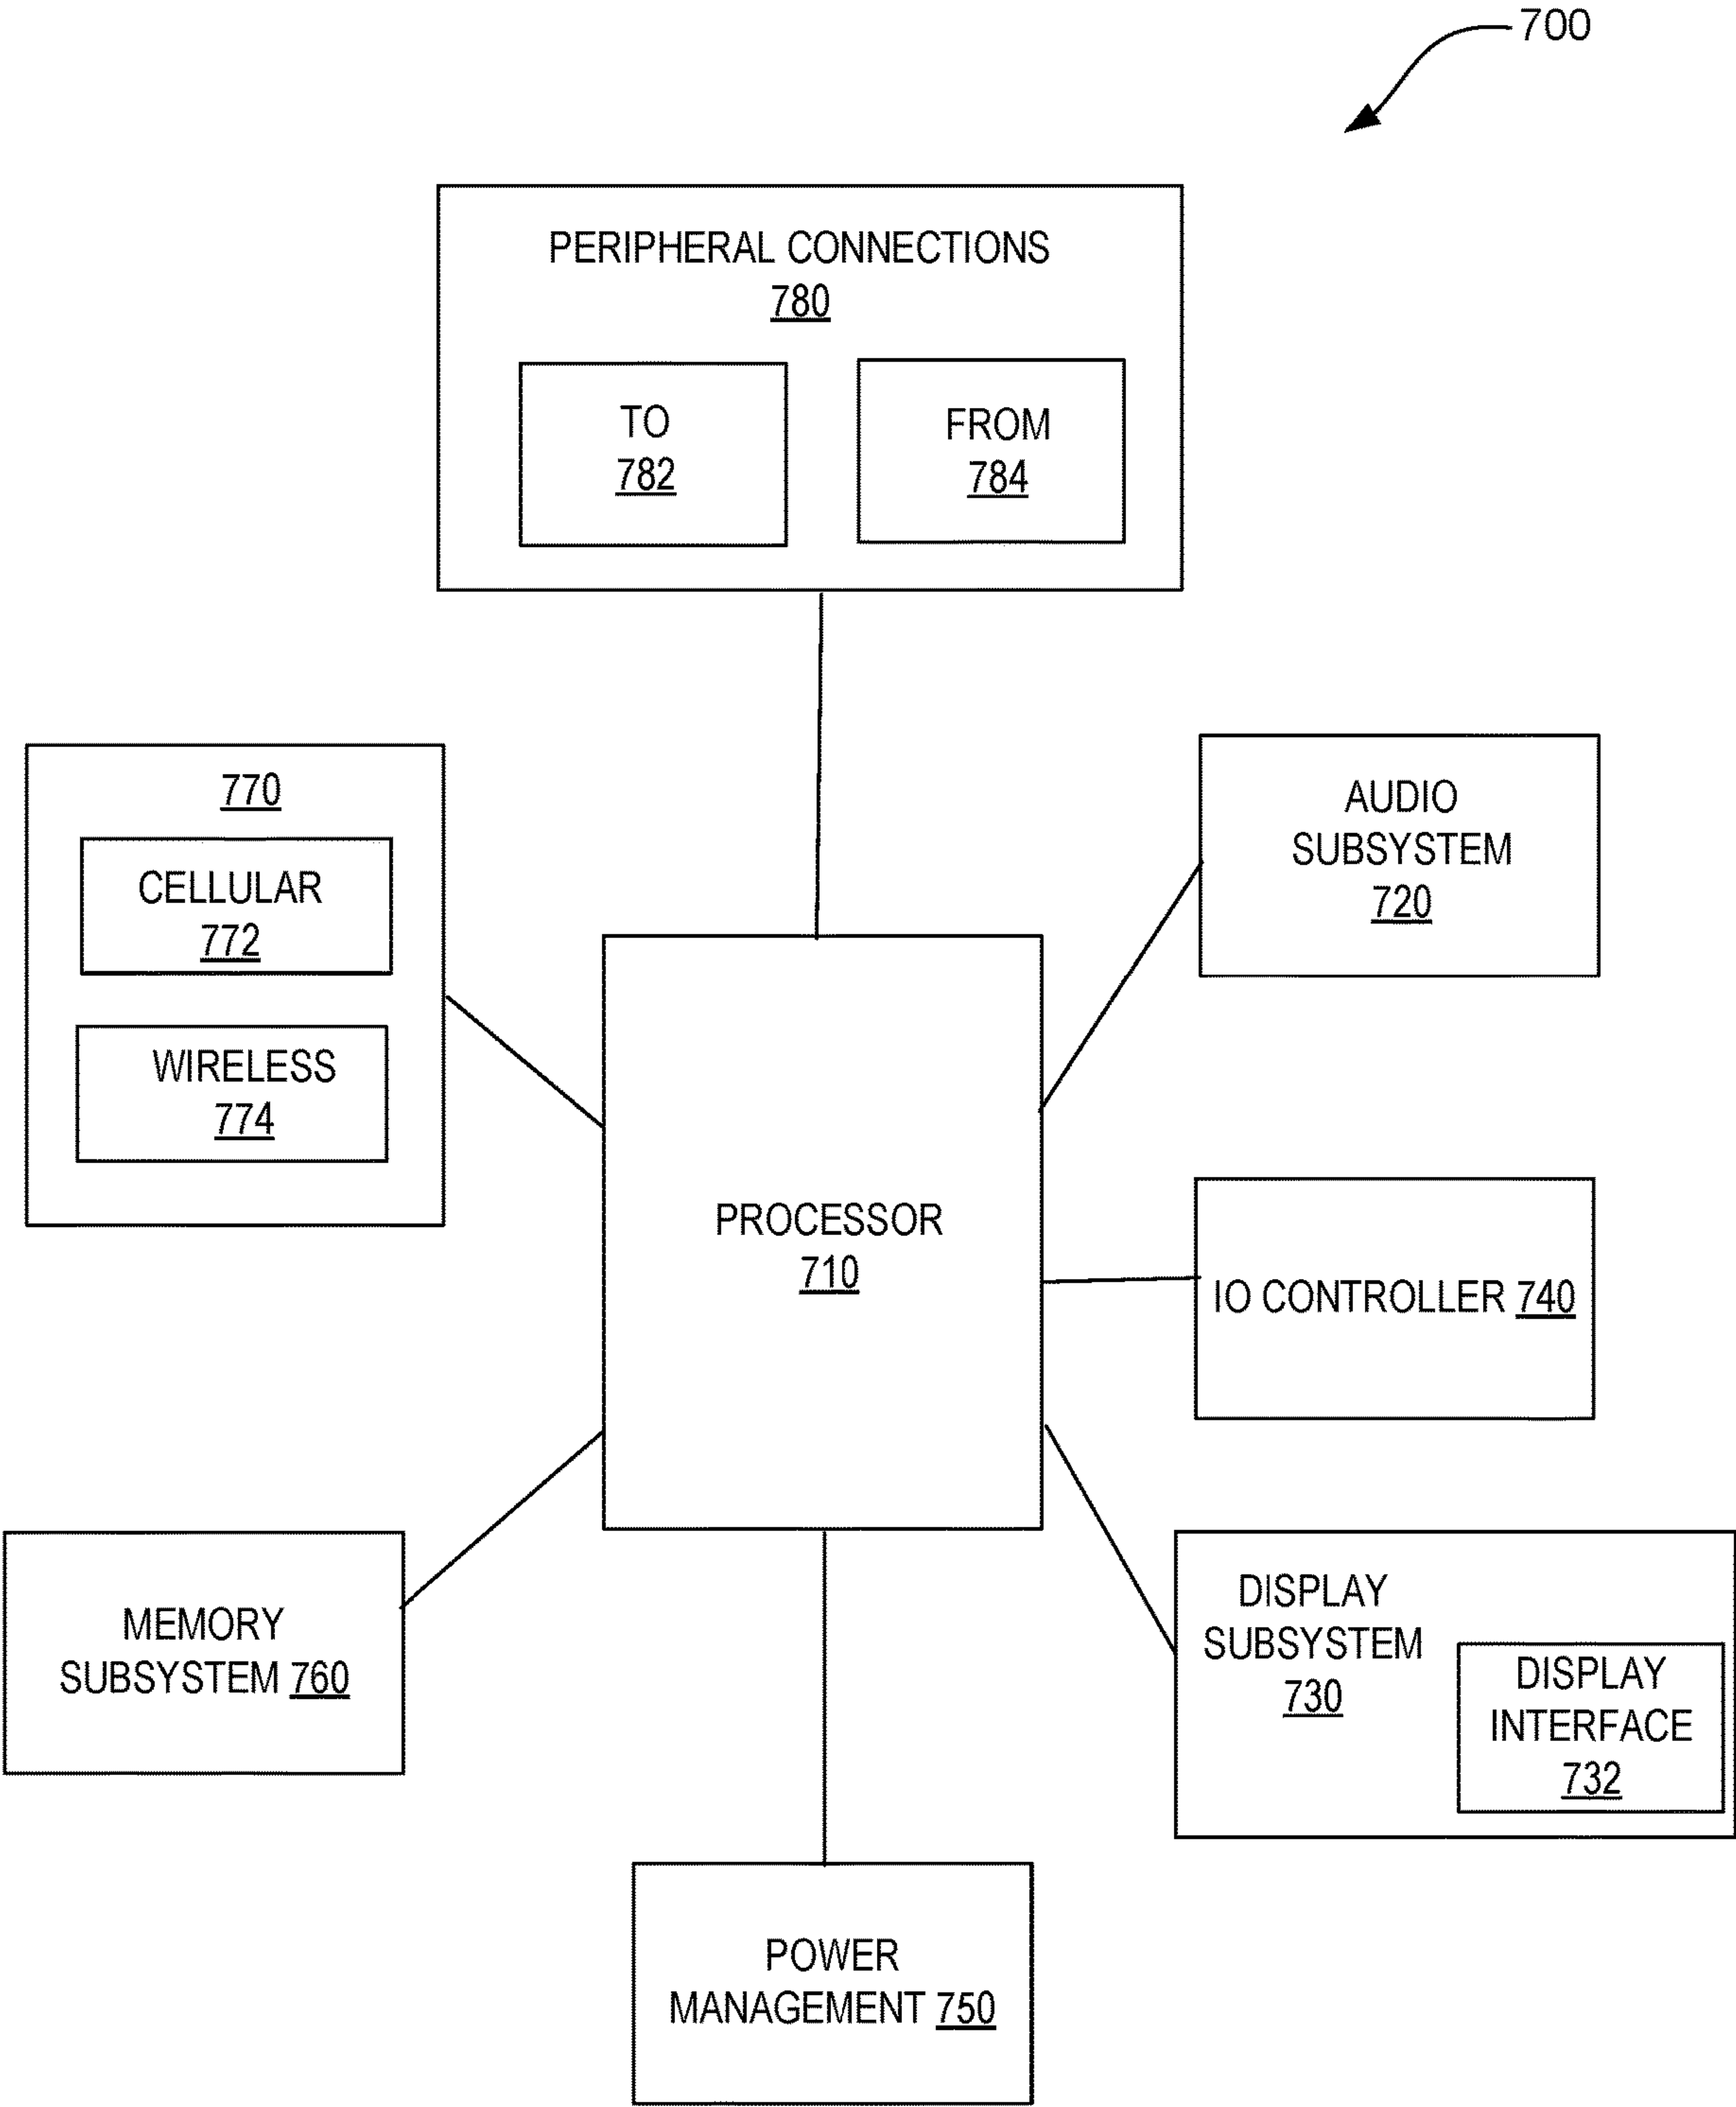 700
PERIPHERAL CONNECTIONS
780
TO
782
FROM
784
770
CELLULAR
772
WIRELESS
774
AUDIO
SUBSYSTEM
720
PROCESSOR
710
IO CONTROLLER 740
MEMORY
SUBSYSTEM 760
DISPLAY
SUBSYSTEM
730
DISPLAY
INTERFACE
732
POWER
MANAGEMENT 750